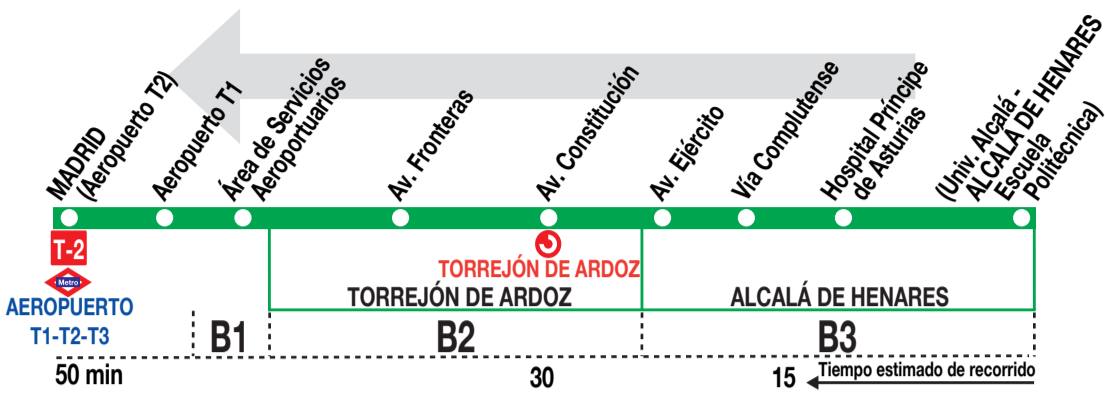 MADRID
(Aeropuerto T2)
Aeropuerto T1
Área de Servicios
Aeroportuarios
Av. Fronteras
Av. Constitución
Av. Ejército
Vía Complutense
Hospital Príncipe
de Asturias
(Univ. Alcalá -
ALCALÁ DE HENARES
Escuela
Politécnica)
T-2
Metro
AEROPUERTO
T1-T2-T3
TORREJÓN DE ARDOZ
TORREJÓN DE ARDOZ
ALCALÁ DE HENARES
B1
B2
B3
50 min
30
15
Tiempo estimado de recorrido